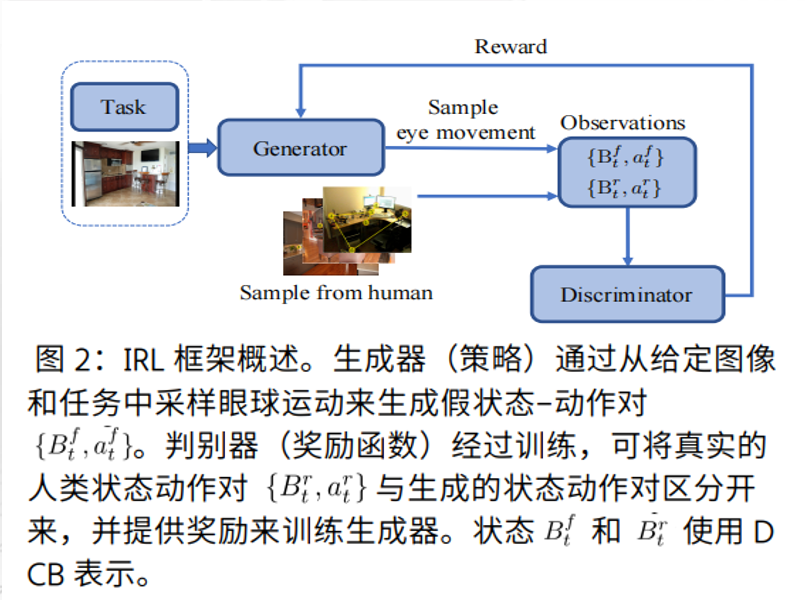 Reward
Task
Sample
eye movement
Observations
Generator
{B_t^f, a_t^f}
{B_t^r, a_t^r}
Sample from human
Discriminator
图 2：IRL 框架概述。生成器（策略）通过从给定图像
和任务中采样眼球运动来生成假状态–动作对
{B_t^f, a_t^f}。判别器（奖励函数）经过训练，可将真实的
人类状态动作对 {B_t^r, a_t^r} 与生成的状态动作对区分开
来，并提供奖励来训练生成器。状态 B_t^f 和 B_t^r 使用 D
CB 表示。